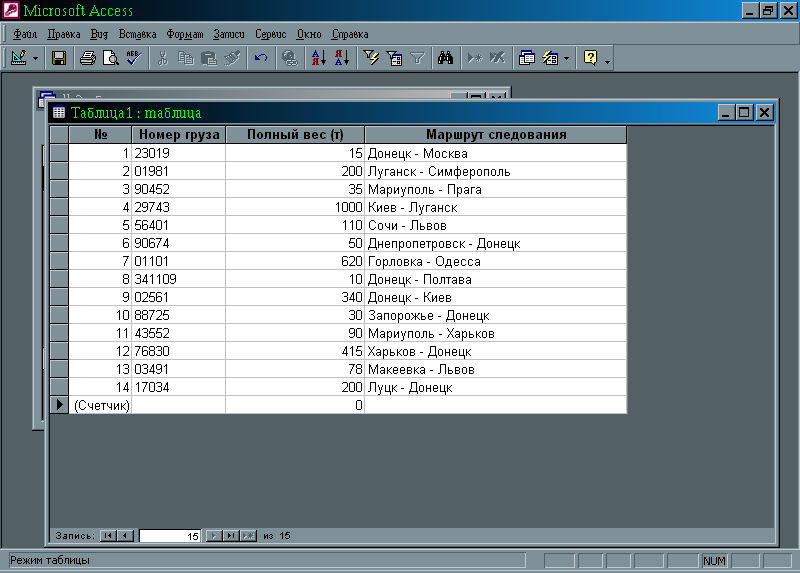 Microsoft Access
Файл Правка Вид Вставка Формат Записи Сервис Окно Справка
Таблица1 : таблица
№ Номер груза Полный вес (т) Маршрут следования
1 23019 15 Донецк - Москва
2 01981 200 Луганск - Симферополь
3 90452 35 Мариуполь - Прага
4 29743 1000 Киев - Луганск
5 56401 110 Сочи - Львов
6 90674 50 Днепропетровск - Донецк
7 01101 620 Горловка - Одесса
8 341109 10 Донецк - Полтава
9 02561 340 Донецк - Киев
10 88725 30 Запорожье - Донецк
11 43552 90 Мариуполь - Харьков
12 76830 415 Харьков - Донецк
13 03491 78 Макеевка - Львов
14 17034 200 Луцк - Донецк
(Счетчик) 0
Запись: 15 из 15
Режим таблицы NUM